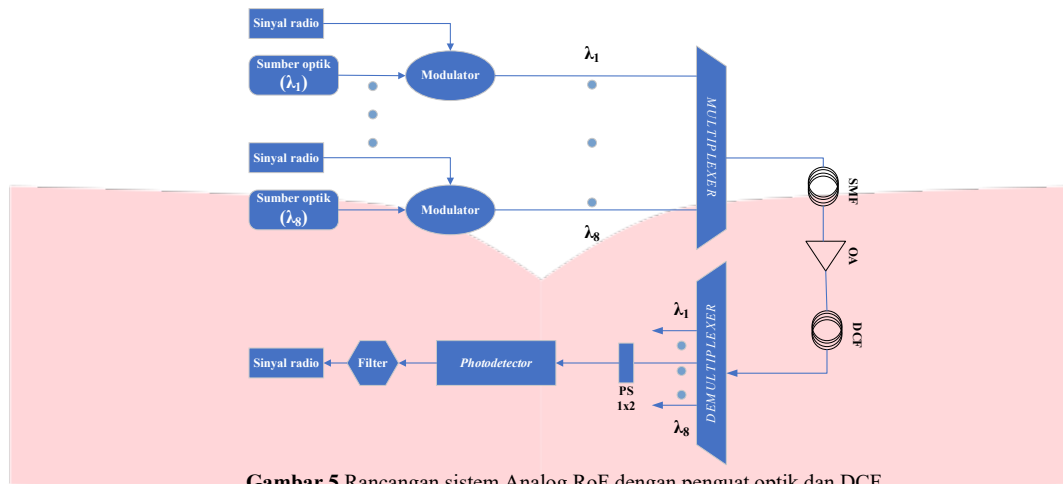 Sinyal radio
Sumber optik
(λ1)
Modulator
λ1
Sinyal radio
Sumber optik
(λ8)
Modulator
λ8
MULTIPLEXER
SMF
OA
DCF
DEMULTIPLEXER
λ1
λ8
PS
1x2
Photodetector
Filter
Sinyal radio
Gambar 5 Rancangan sistem Analog RoF dengan penguat optik dan DCF